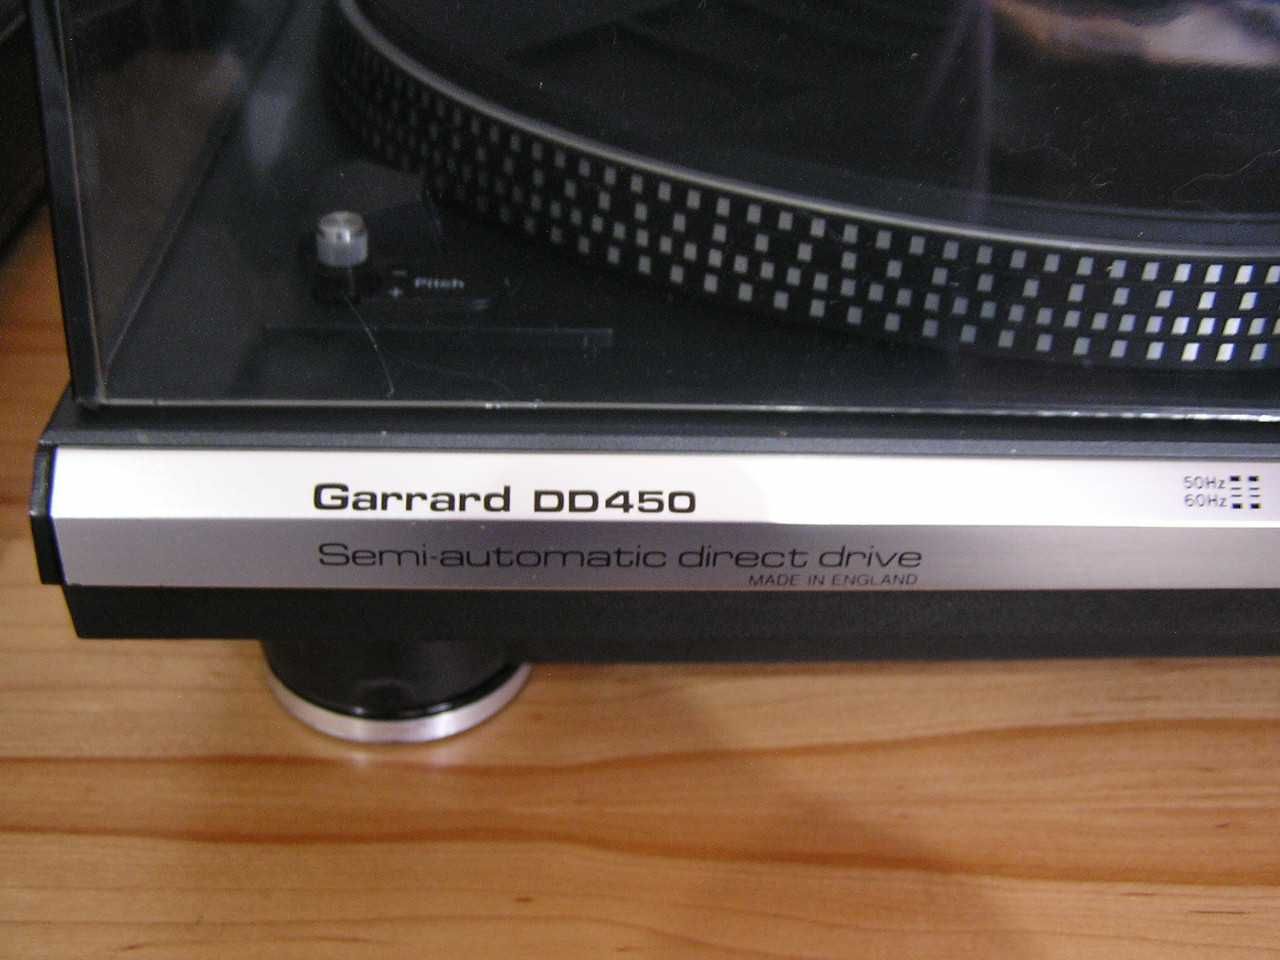 - Pitch
+
Garrard DD450
50Hz
60Hz
Semi-automatic direct drive
MADE IN ENGLAND